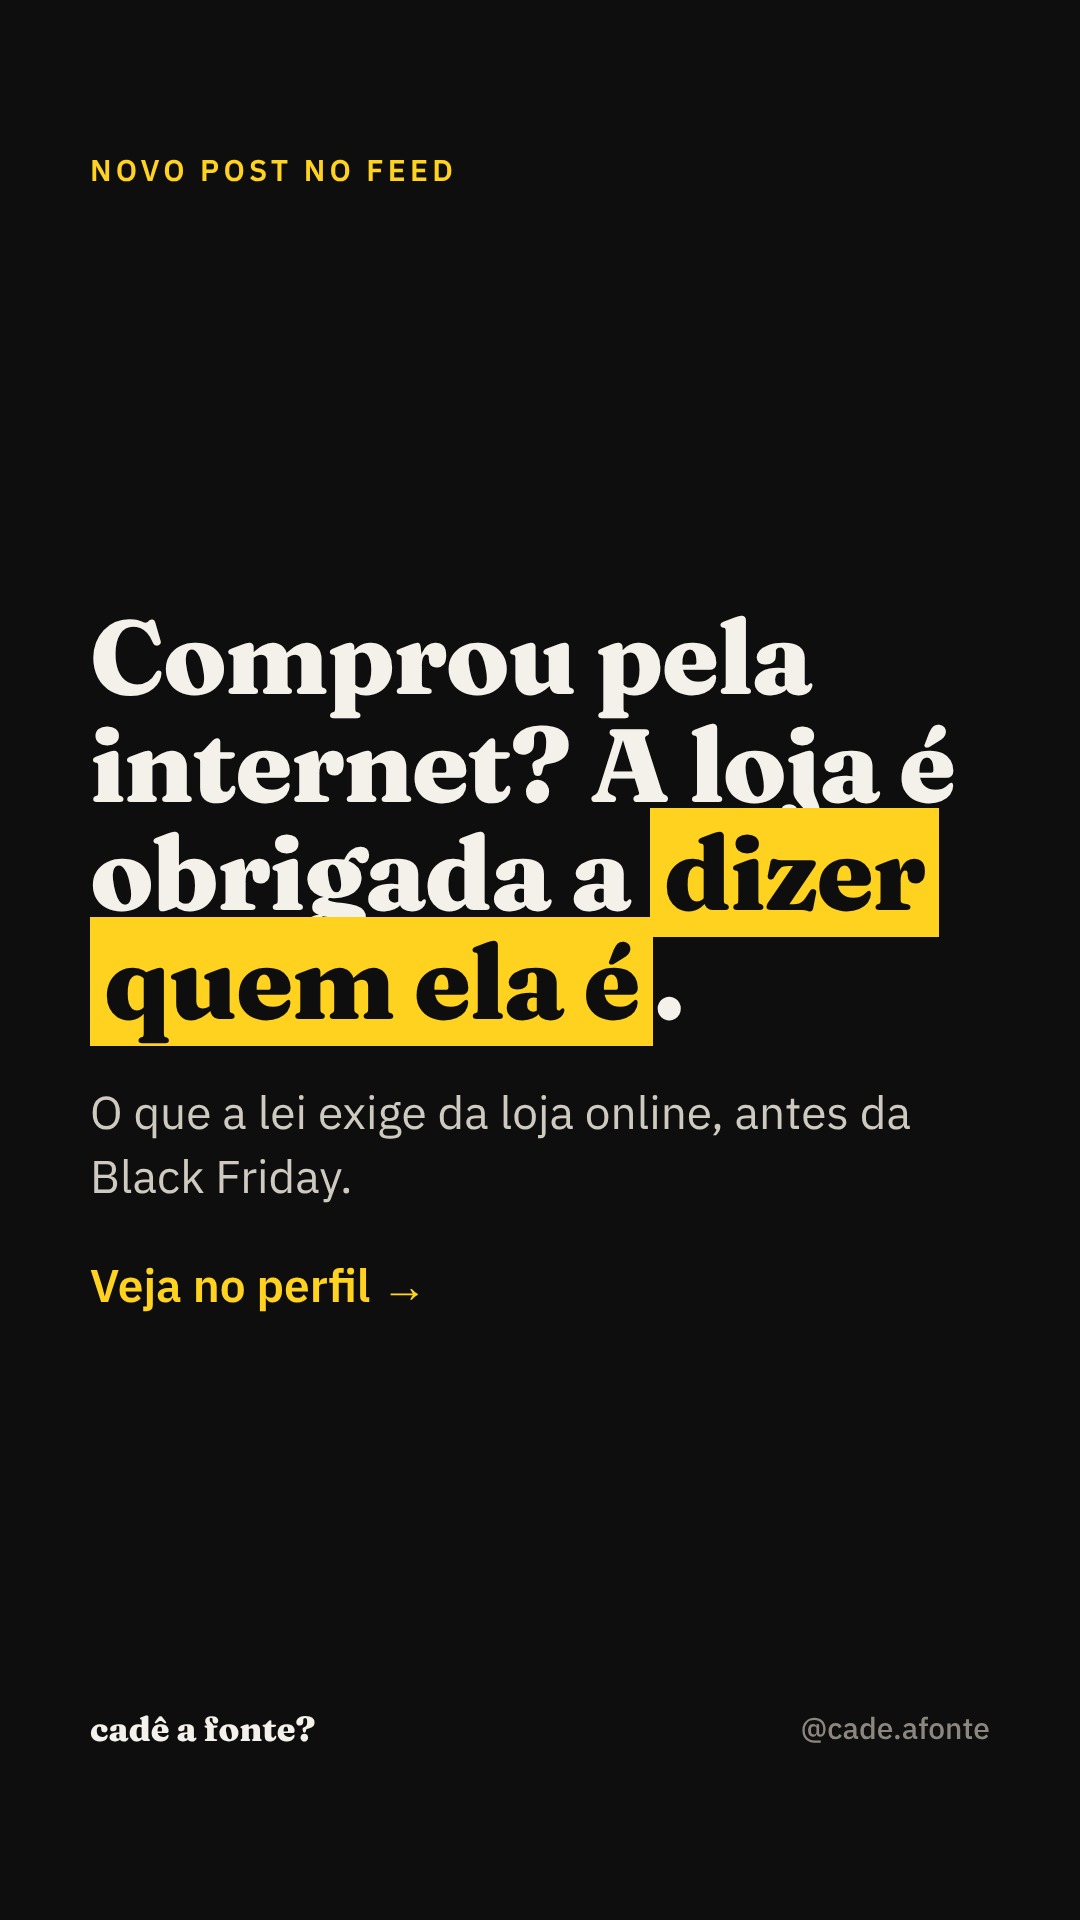 NOVO POST NO FEED
Comprou pela
internet? A loja é
obrigada a dizer
quem ela é.
O que a lei exige da loja online, antes da
Black Friday.
Veja no perfil →
cadê a fonte?
@cade.afonte